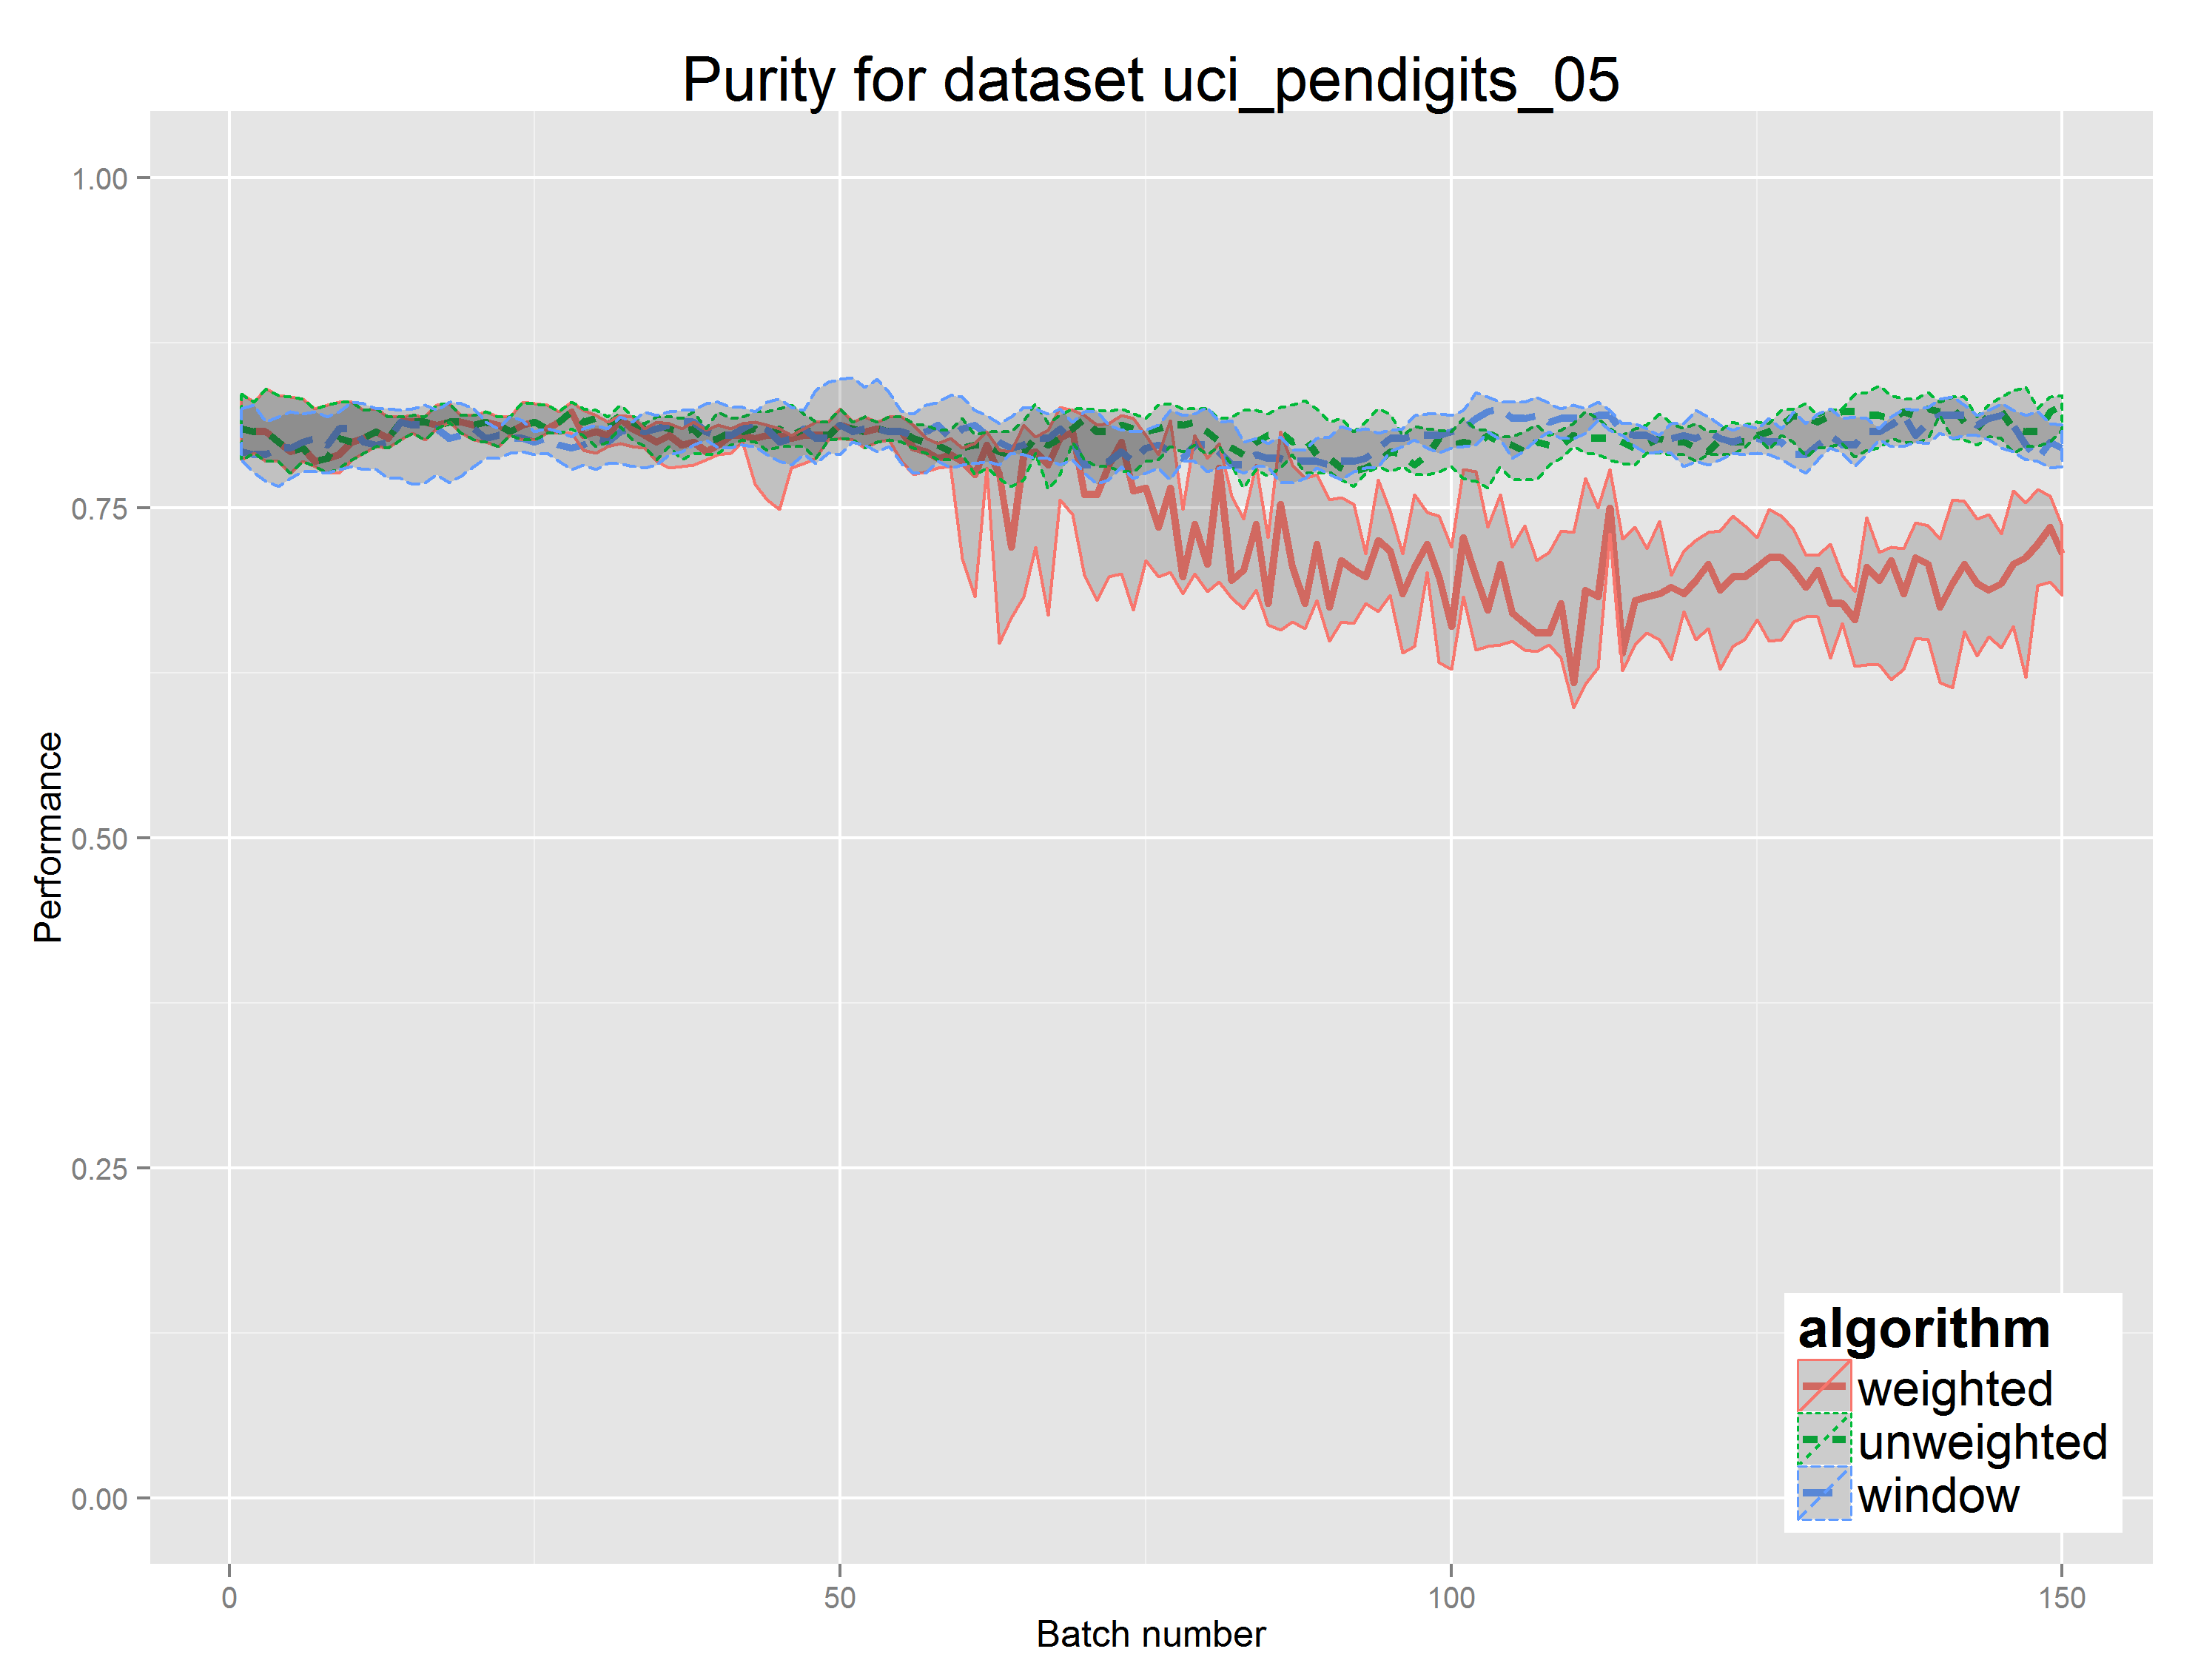 Purity for dataset uci_pendigits_05
1.00
0.75
0.50
0.25
0.00
Performance
0
50
100
150
Batch number
algorithm
weighted
unweighted
window